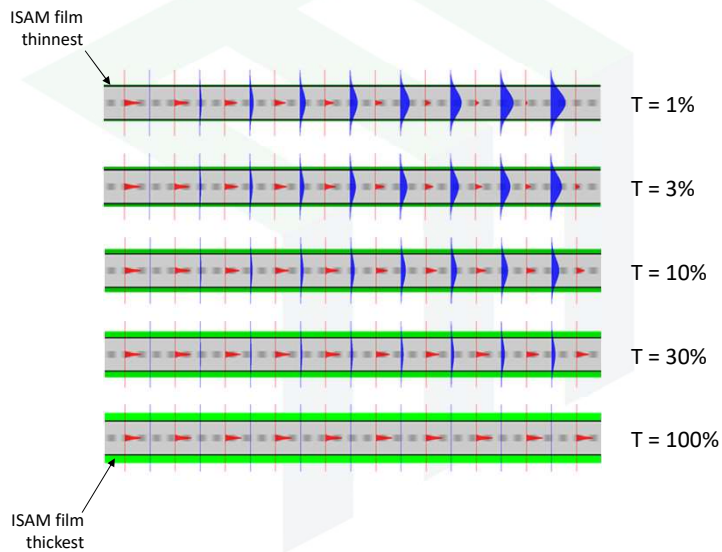 ISAM film
thinnest
T = 1%
T = 3%
T = 10%
T = 30%
T = 100%
ISAM film
thickest